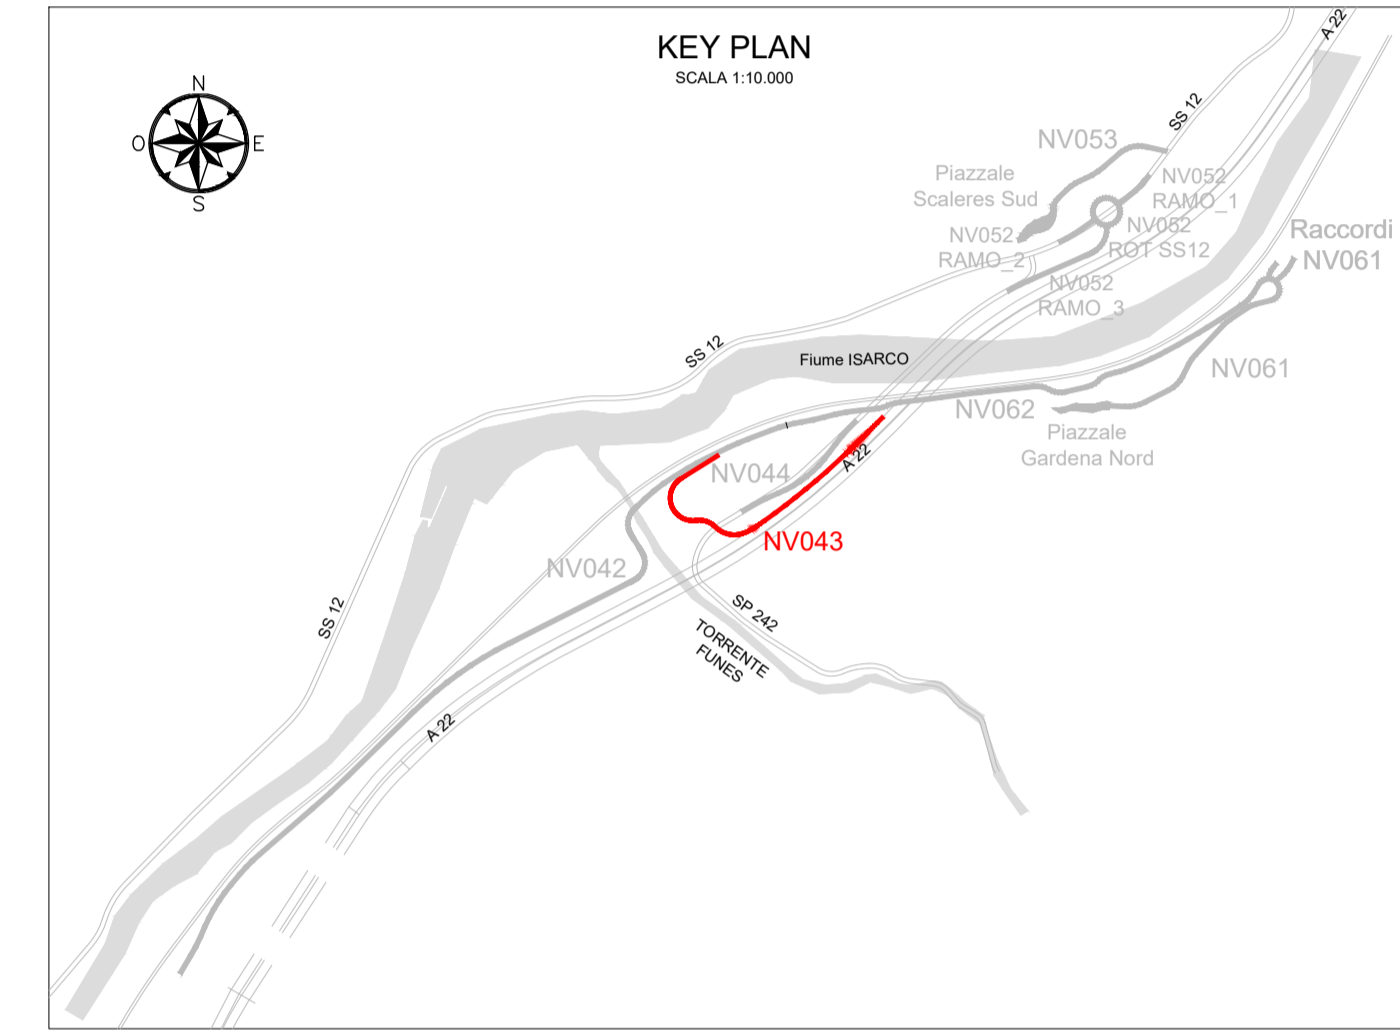 KEY PLAN
SCALA 1:10.000
N
O
E
S
A 22
SS 12
NV053
Piazzale
Scaleres Sud
NV052
RAMO_1
NV052
ROT SS12
NV052
RAMO_2
Raccordi
NV061
NV052
RAMO_3
SS 12
Fiume ISARCO
NV061
NV062
Piazzale
Gardena Nord
A 22
NV044
NV043
NV042
SS 12
SP 242
TORRENTE
FUNES
A 22